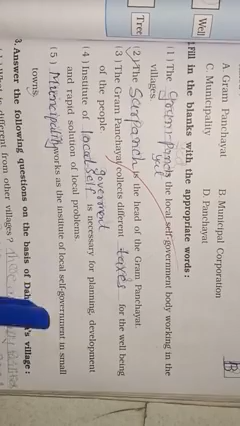 Well
Tree
A. Gram Panchayat B. Municipal Corporation
C. Municipality D. Panchayat
B
Fill in the blanks with the appropriate words :
(1) The is the local self-government body working in the
villages.
(2) The Sarpanch is the head of the Gram Panchayat.
(3) The Gram Panchayat collects different taxes for the well being
of the people.
(4) Institute of local self goverment is necessary for planning, development
and rapid solution of local problems.
(5) Municipality works as the institute of local self-government in small
towns.
3. Answer the following questions on the basis of village :
different from other villages ?